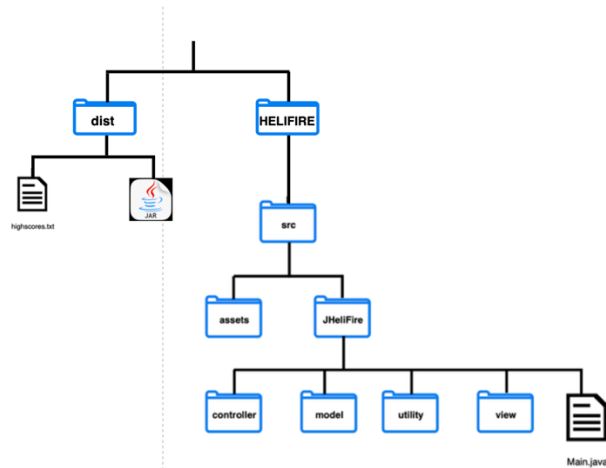 dist
HELIFIRE
highscores.txt
JAR
src
assets
JHeliFire
controller
model
utility
view
Main.java